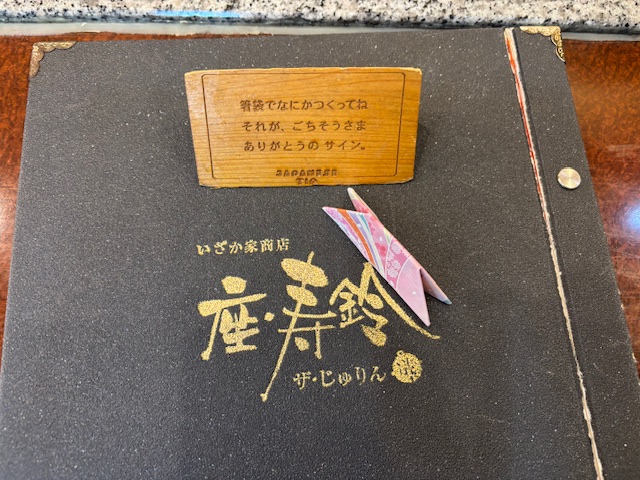 箸袋でなにかつくってね
それが、ごちそうさま
ありがとうの サイン。
JAPANESE
TIP
いざか家商店
座・寿鈴
ザ・じゅりん